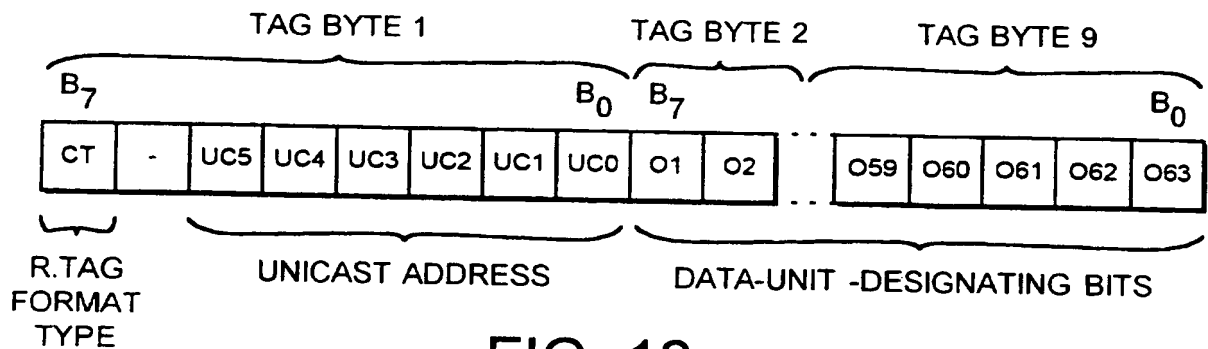 TAG BYTE 1 TAG BYTE 2 TAG BYTE 9
B7 B0 B7 B0
CT - UC5 UC4 UC3 UC2 UC1 UC0 O1 O2 O59 O60 O61 O62 O63
R.TAG
FORMAT
TYPE
UNICAST ADDRESS
DATA-UNIT -DESIGNATING BITS